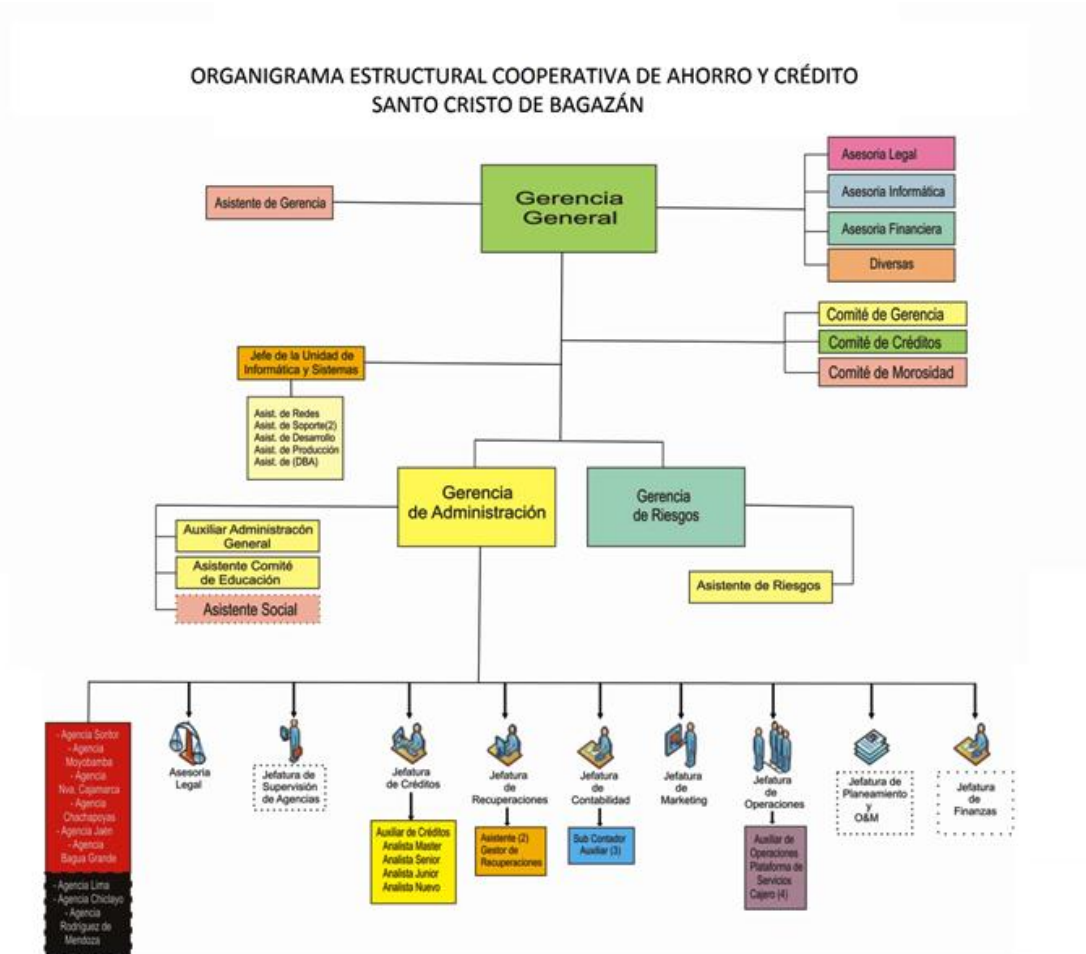 ORGANIGRAMA ESTRUCTURAL COOPERATIVA DE AHORRO Y CRÉDITO
SANTO CRISTO DE BAGAZÁN
Asistente de Gerencia
Gerencia
General
Asesoria Legal
Asesoria Informática
Asesoria Financiera
Diversas
Comité de Gerencia
Comité de Créditos
Comité de Morosidad
Jefe de la Unidad de
Informática y Sistemas
Asist. de Redes
Asist. de Soporte(2)
Asist. de Desarrollo
Asist. de Producción
Asist. de (DBA)
Gerencia
de Administración
Gerencia
de Riesgos
Auxiliar Administracón
General
Asistente Comité
de Educación
Asistente Social
Asistente de Riesgos
- Agencia Soritor
- Agencia
Moyobamba
- Agencia
Nva. Cajamarca
- Agencia
Chachapoyas
- Agencia Jaén
- Agencia
Bagua Grande
- Agencia Lima
- Agencia Chiclayo
- Agencia
Rodríguez de
Mendoza
Asesoria
Legal
Jefatura de
Supervisión
de Agencias
Jefatura
de Créditos
Auxiliar de Créditos
Analista Master
Analista Senior
Analista Junior
Analista Nuevo
Jefatura
de
Recuperaciones
Asistente (2)
Gestor de
Recuperaciones
Jefatura
de
Contabilidad
Sub Contador
Auxiliar (3)
Jefatura
de
Marketing
Jefatura
de
Operaciones
Auxiliar de
Operaciones
Plataforma de
Servicios
Cajero (4)
Jefatura de
Planeamiento
y
O&M
Jefatura
de
Finanzas